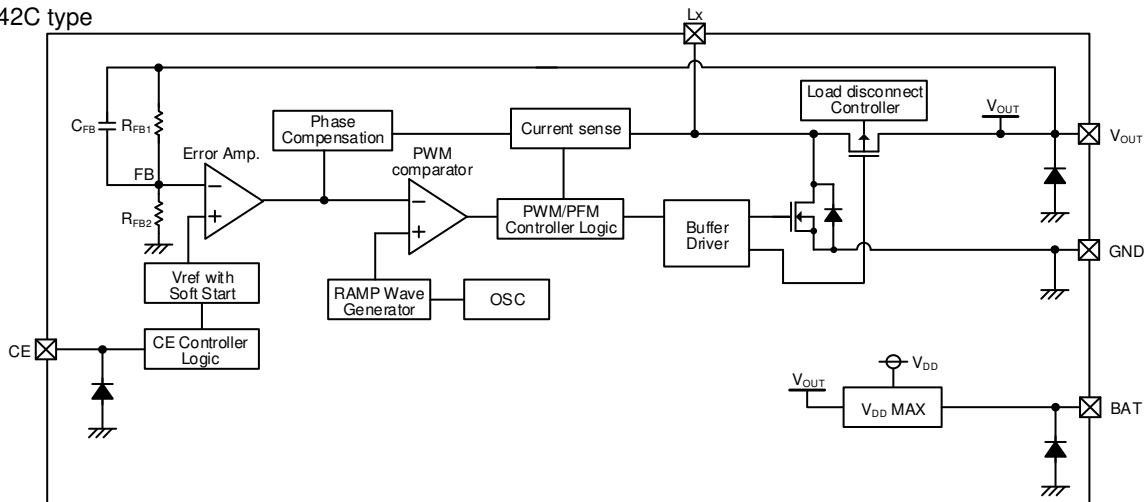 42C type
Lx
Load disconnect
Controller
VOUT
VOUT
CFB
RFB1
Phase
Compensation
Current sense
Error Amp.
PWM
comparator
FB
−
+
−
+
RFB2
PWM/PFM
Controller Logic
Buffer
Driver
GND
Vref with
Soft Start
RAMP Wave
Generator
OSC
CE
CE Controller
Logic
VDD
VOUT
VDD MAX
BAT